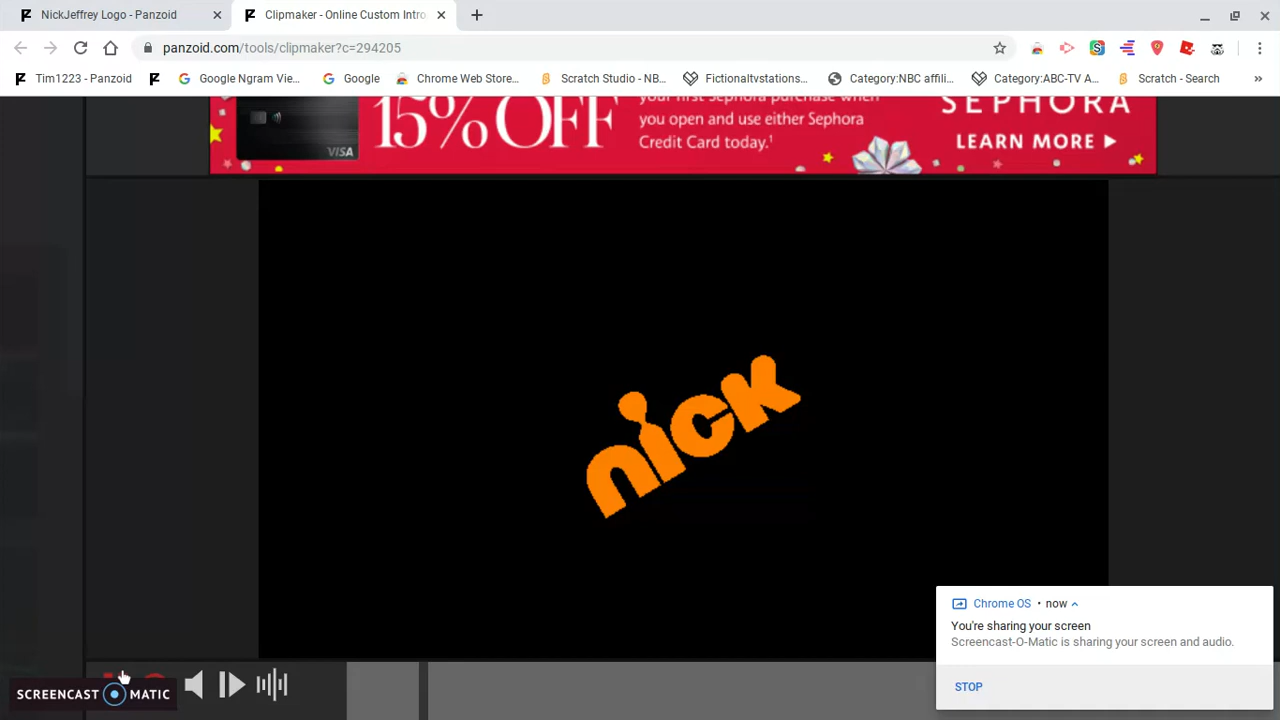 NickJeffrey Logo - Panzoid
Clipmaker - Online Custom Intro
panzoid.com/tools/clipmaker?c=294205
Tim1223 - Panzoid
Google Ngram Vie...
Google
Chrome Web Store...
Scratch Studio - NB...
Fictionaltvstations...
Category:NBC affili...
Category:ABC-TV A...
Scratch - Search
»
15% OFF
VISA
your first Sephora purchase when
you open and use either Sephora
Credit Card today.¹
SEPHORA
LEARN MORE
nick
Chrome OS • now
You're sharing your screen
Screencast-O-Matic is sharing your screen and audio.
STOP
SCREENCAST MATIC